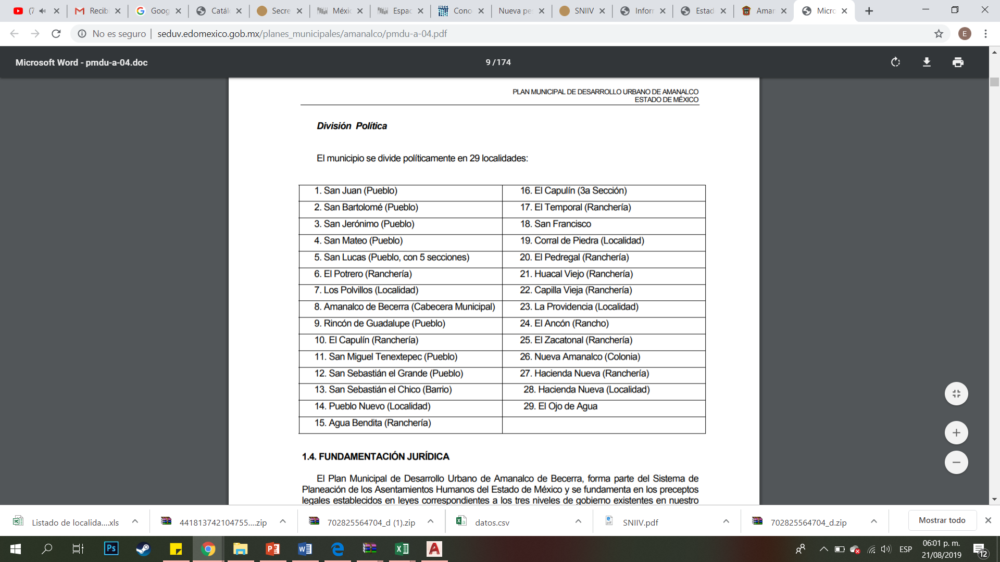 (7
Recib
Goog
Catál
Secre
Méxic
Espac
Cono
Nueva pe
SNIIV
Inforr
Estad
Amar
Micro
No es seguro | seduv.edomexico.gob.mx/planes_municipales/amanalco/pmdu-a-04.pdf
E
Microsoft Word - pmdu-a-04.doc
9 / 174
PLAN MUNICIPAL DE DESARROLLO URBANO DE AMANALCO
ESTADO DE MÉXICO
División Política
El municipio se divide políticamente en 29 localidades:
1. San Juan (Pueblo)
16. El Capulín (3a Sección)
2. San Bartolomé (Pueblo)
17. El Temporal (Ranchería)
3. San Jerónimo (Pueblo)
18. San Francisco
4. San Mateo (Pueblo)
19. Corral de Piedra (Localidad)
5. San Lucas (Pueblo, con 5 secciones)
20. El Pedregal (Ranchería)
6. El Potrero (Ranchería)
21. Huacal Viejo (Ranchería)
7. Los Polvillos (Localidad)
22. Capilla Vieja (Ranchería)
8. Amanalco de Becerra (Cabecera Municipal)
23. La Providencia (Localidad)
9. Rincón de Guadalupe (Pueblo)
24. El Ancón (Rancho)
10. El Capulín (Ranchería)
25. El Zacatonal (Ranchería)
11. San Miguel Tenextepec (Pueblo)
26. Nueva Amanalco (Colonia)
12. San Sebastián el Grande (Pueblo)
27. Hacienda Nueva (Ranchería)
13. San Sebastián el Chico (Barrio)
28. Hacienda Nueva (Localidad)
14. Pueblo Nuevo (Localidad)
29. El Ojo de Agua
15. Agua Bendita (Ranchería)
1.4. FUNDAMENTACIÓN JURÍDICA
El Plan Municipal de Desarrollo Urbano de Amanalco de Becerra, forma parte del Sistema de
Planeación de los Asentamientos Humanos del Estado de México y se fundamenta en los preceptos
legales establecidos en leyes correspondientes a los tres niveles de gobierno existentes en nuestro
Listado de localida....xls
441813742104755....zip
702825564704_d (1).zip
datos.csv
SNIIV.pdf
702825564704_d.zip
Mostrar todo
ESP
06:01 p. m.
21/08/2019
12